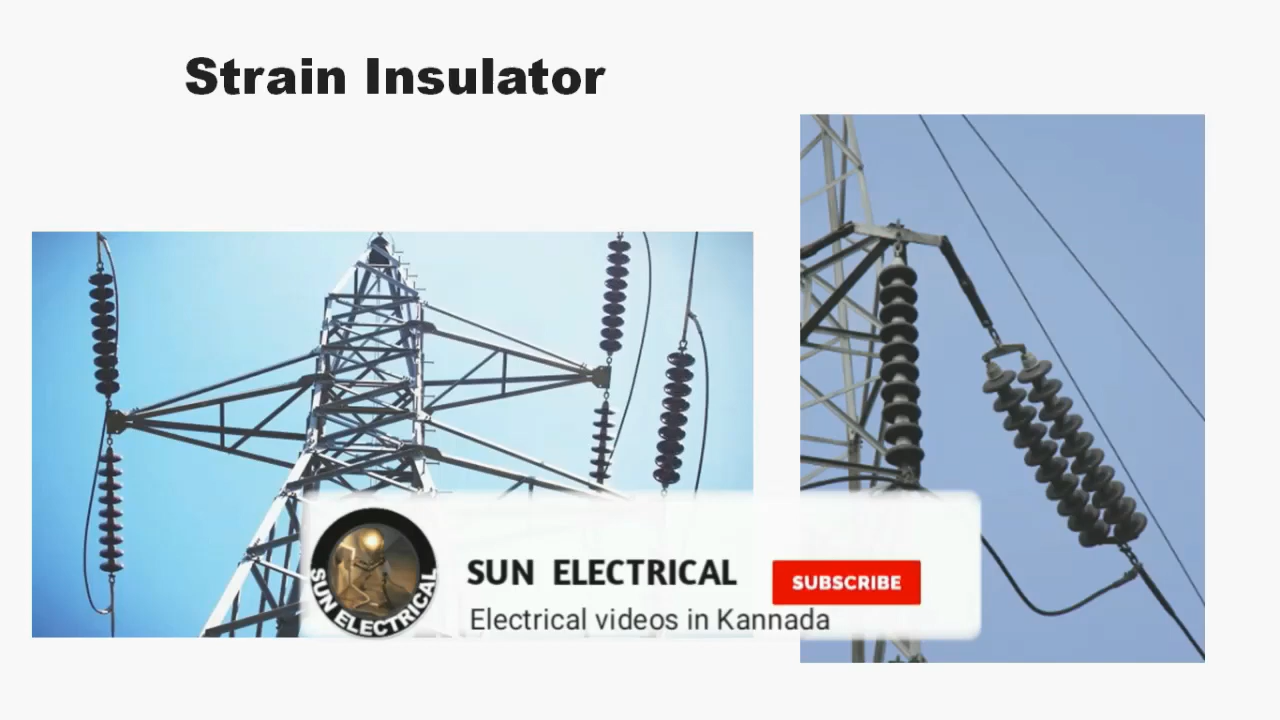 Strain Insulator
SUN ELECTRICAL
SUN ELECTRICAL
SUBSCRIBE
Electrical videos in Kannada